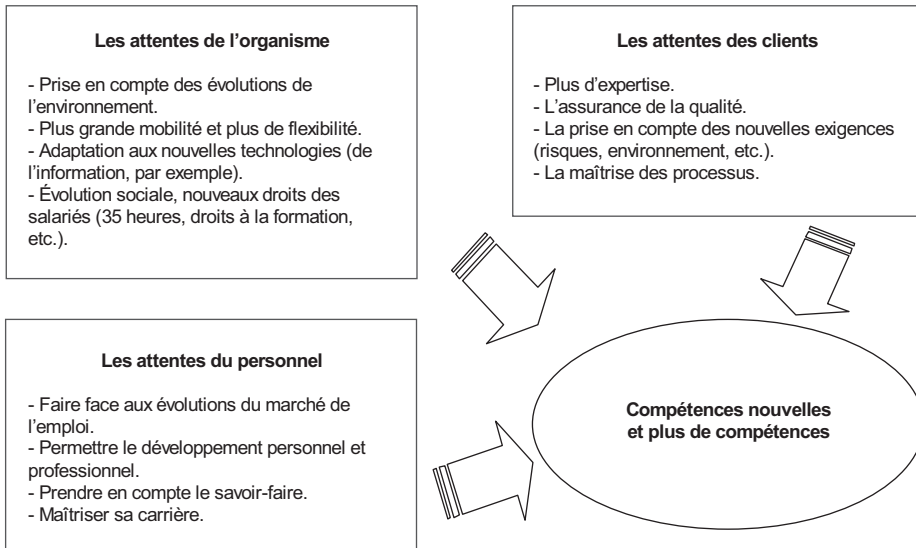 Les attentes de l’organisme
- Prise en compte des évolutions de
l’environnement.
- Plus grande mobilité et plus de flexibilité.
- Adaptation aux nouvelles technologies (de
l’information, par exemple).
- Évolution sociale, nouveaux droits des
salariés (35 heures, droits à la formation,
etc.).
Les attentes des clients
- Plus d’expertise.
- L’assurance de la qualité.
- La prise en compte des nouvelles exigences
(risques, environnement, etc.).
- La maîtrise des processus.
Les attentes du personnel
- Faire face aux évolutions du marché de
l’emploi.
- Permettre le développement personnel et
professionnel.
- Prendre en compte le savoir-faire.
- Maîtriser sa carrière.
Compétences nouvelles
et plus de compétences